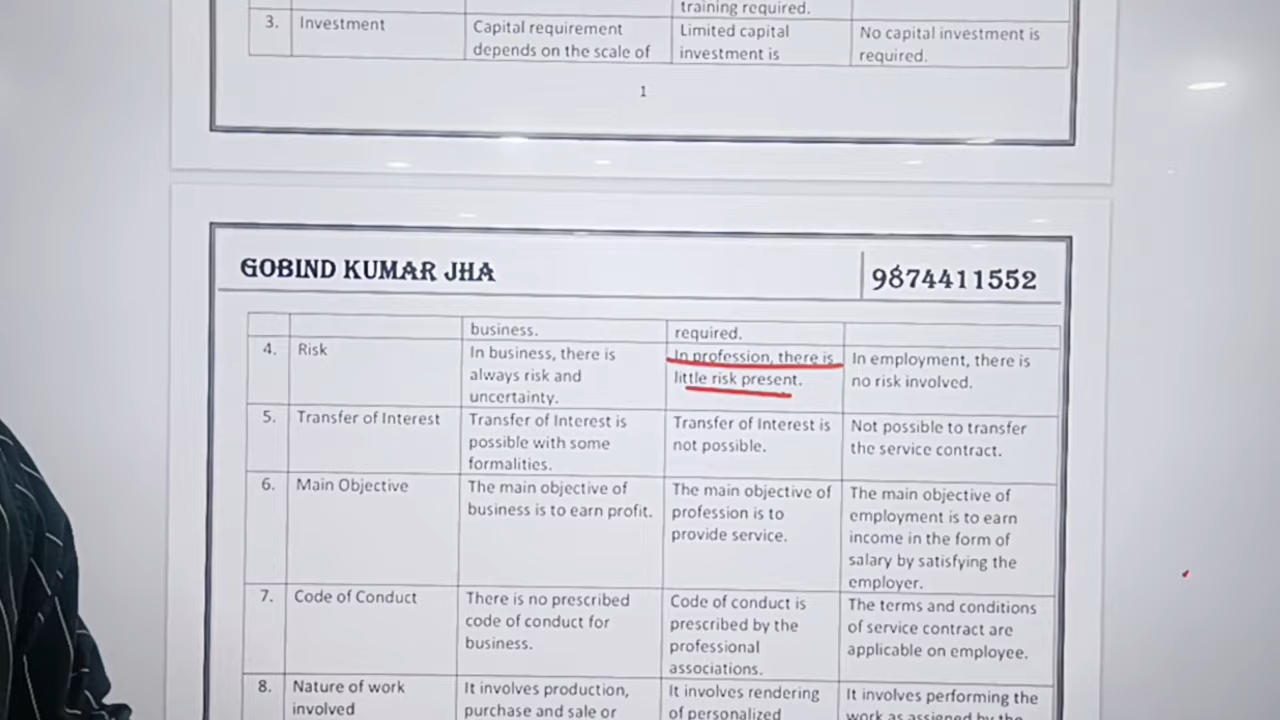 training required.
3. Investment Capital requirement Limited capital No capital investment is
depends on the scale of investment is required.
1
GOBIND KUMAR JHA 9874411552
business. required.
4. Risk In business, there is In profession, there is In employment, there is
always risk and little risk present. no risk involved.
uncertainty.
5. Transfer of Interest Transfer of Interest is Transfer of Interest is Not possible to transfer
possible with some not possible. the service contract.
formalities.
6. Main Objective The main objective of The main objective of The main objective of
business is to earn profit. profession is to employment is to earn
provide service. income in the form of
salary by satisfying the
employer.
7. Code of Conduct There is no prescribed Code of conduct is The terms and conditions
code of conduct for prescribed by the of service contract are
business. professional applicable on employee.
associations.
8. Nature of work It involves production, It involves rendering It involves performing the
involved purchase and sale or of personalized work as assigned by the